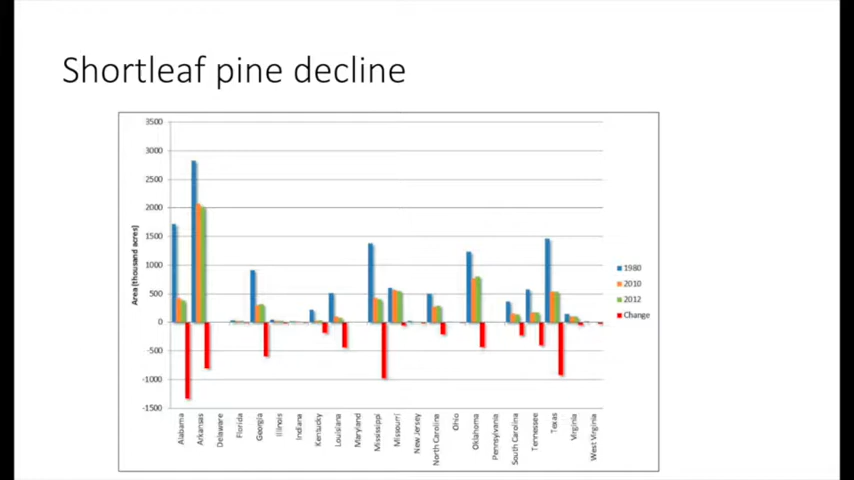 Shortleaf pine decline
3500
3000
2500
2000
1500
1000
500
0
-500
-1000
-1500
Area (thousand acres)
Alabama
Arkansas
Delaware
Florida
Georgia
Illinois
Indiana
Kentucky
Louisiana
Maryland
Mississippi
Missourri
New Jersey
North Carolina
Ohio
Oklahoma
Pennsylvania
South Carolina
Tennessee
Texas
Virginia
West Virginia
1980
2010
2012
Change